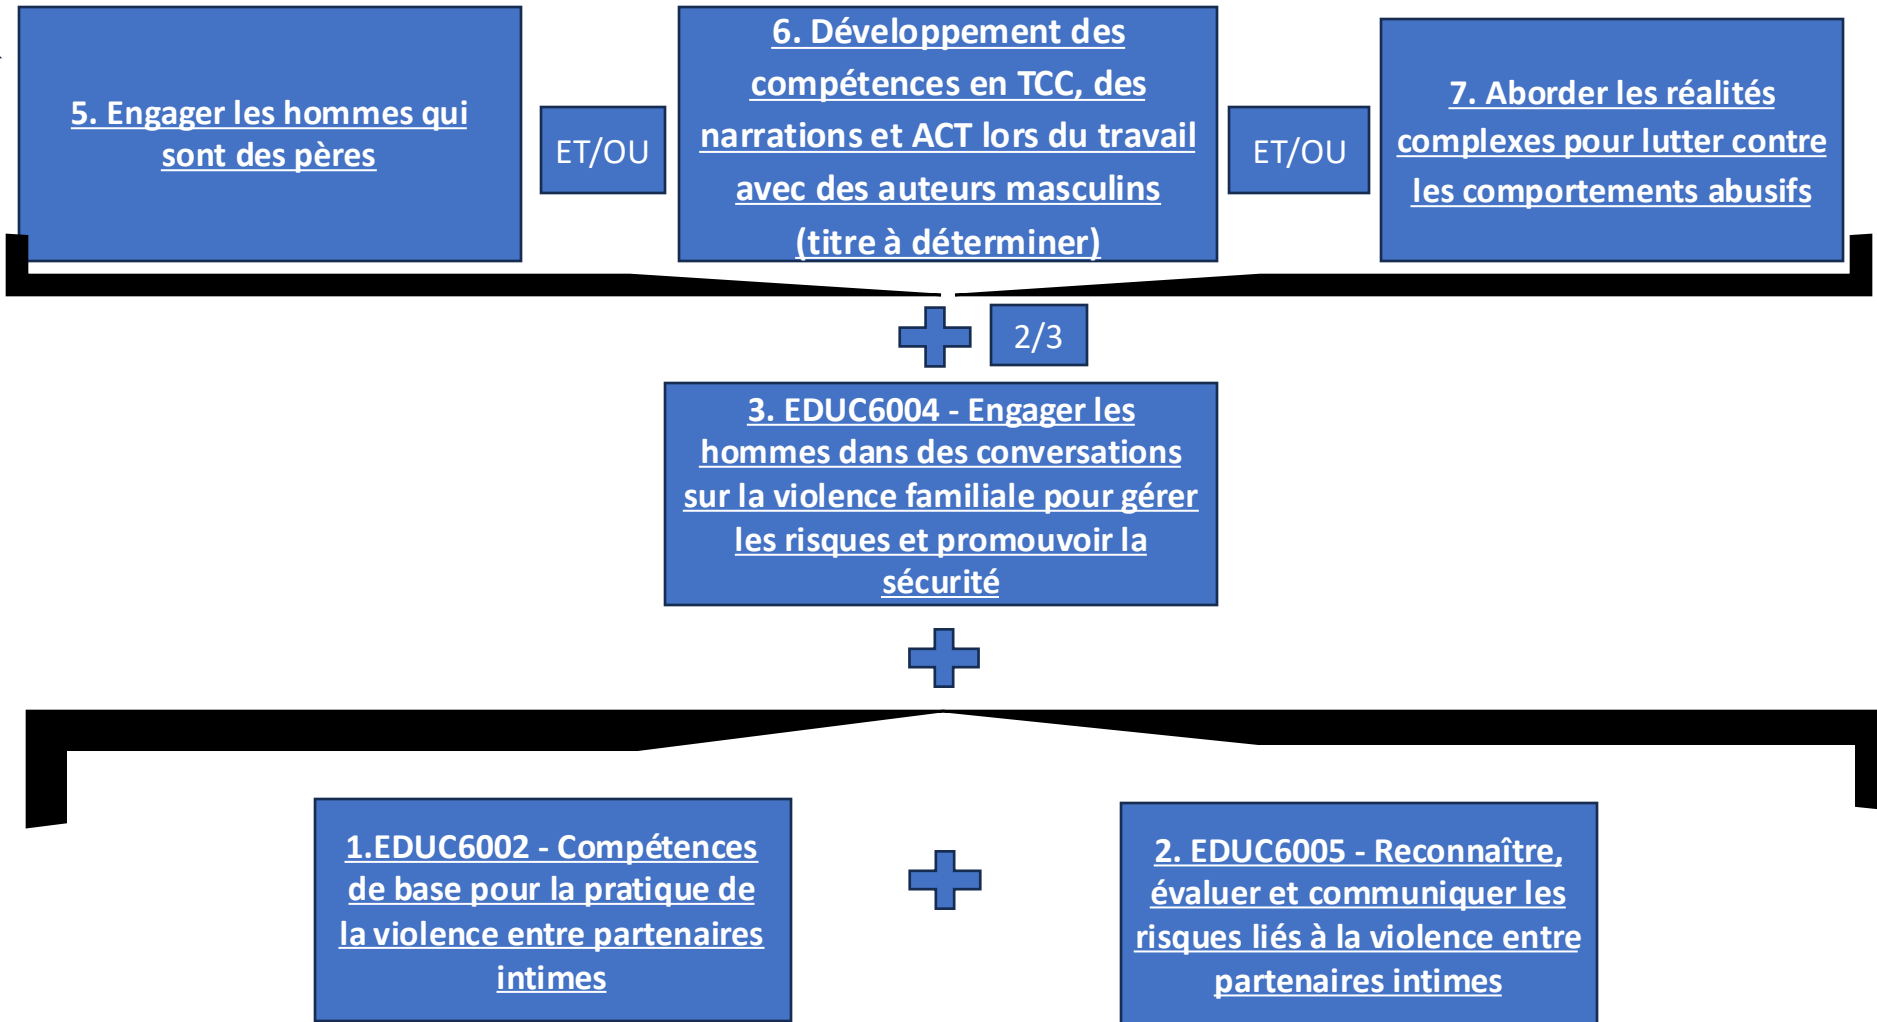 5. Engager les hommes qui
sont des pères
ET/OU
6. Développement des
compétences en TCC, des
narrations et ACT lors du travail
avec des auteurs masculins
(titre à déterminer)
ET/OU
7. Aborder les réalités
complexes pour lutter contre
les comportements abusifs
2/3
3. EDUC6004 - Engager les
hommes dans des conversations
sur la violence familiale pour gérer
les risques et promouvoir la
sécurité
1.EDUC6002 - Compétences
de base pour la pratique de
la violence entre partenaires
intimes
2. EDUC6005 - Reconnaître,
évaluer et communiquer les
risques liés à la violence entre
partenaires intimes